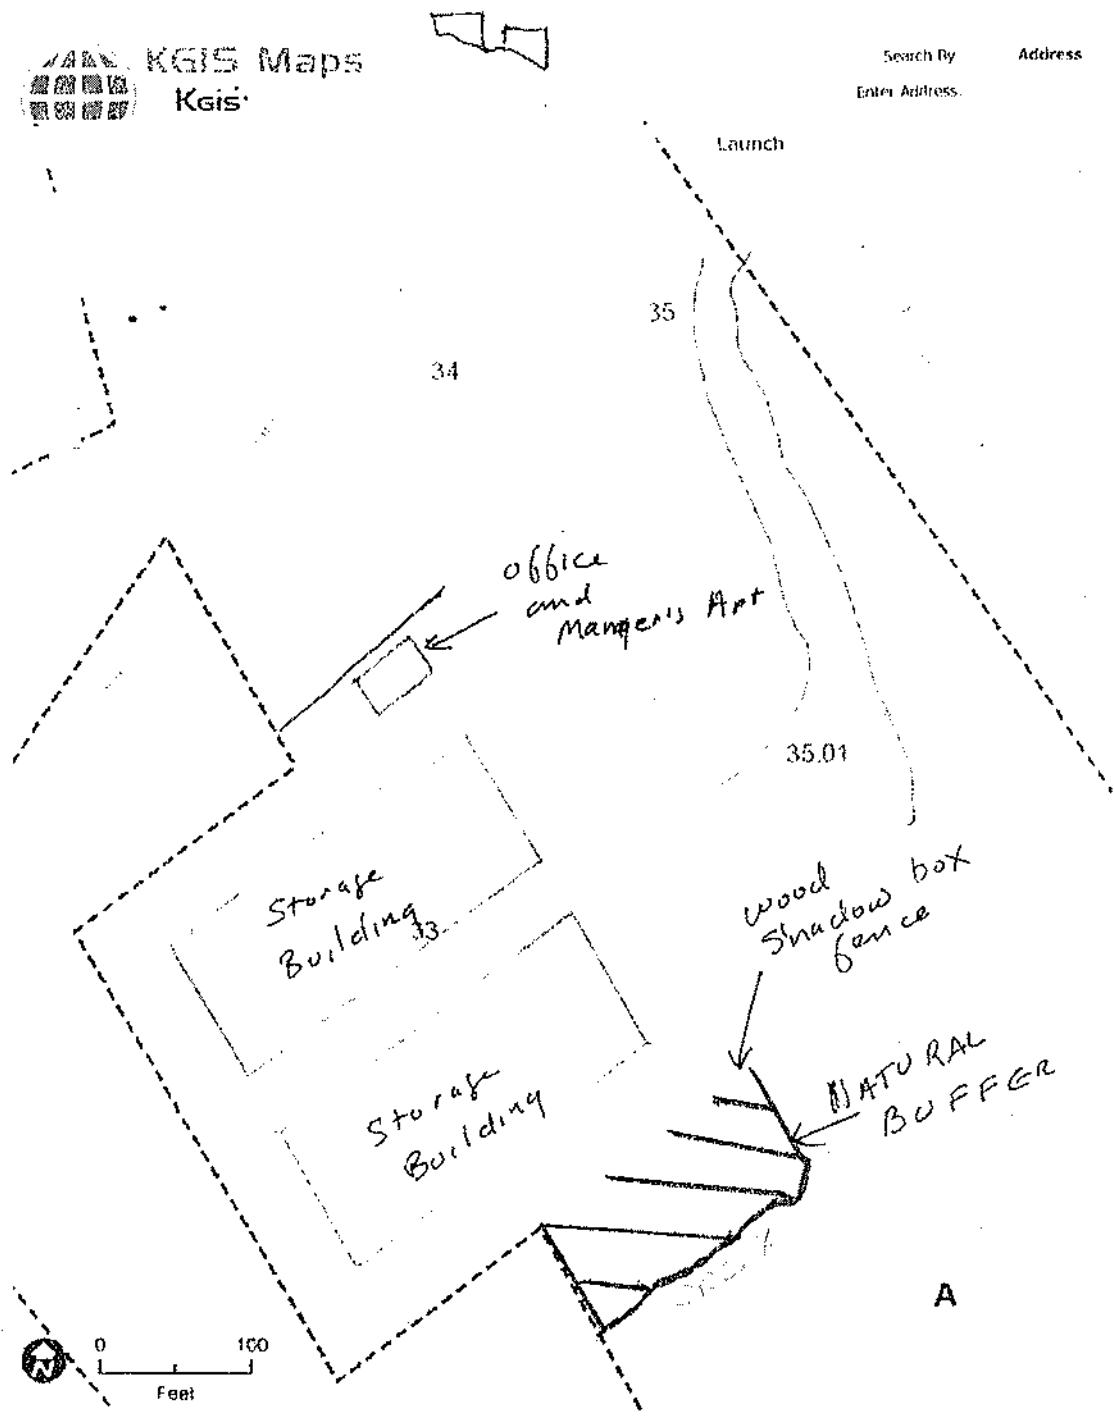 KGIS Maps
KGIS
Search By Address
Enter Address.
Launch
35
34
office
and
Manger's Apt
35.01
Storage
Building
33
wood
Shadow box
fence
NATURAL
BUFFER
Storage
Building
A
N
0 100
Feet